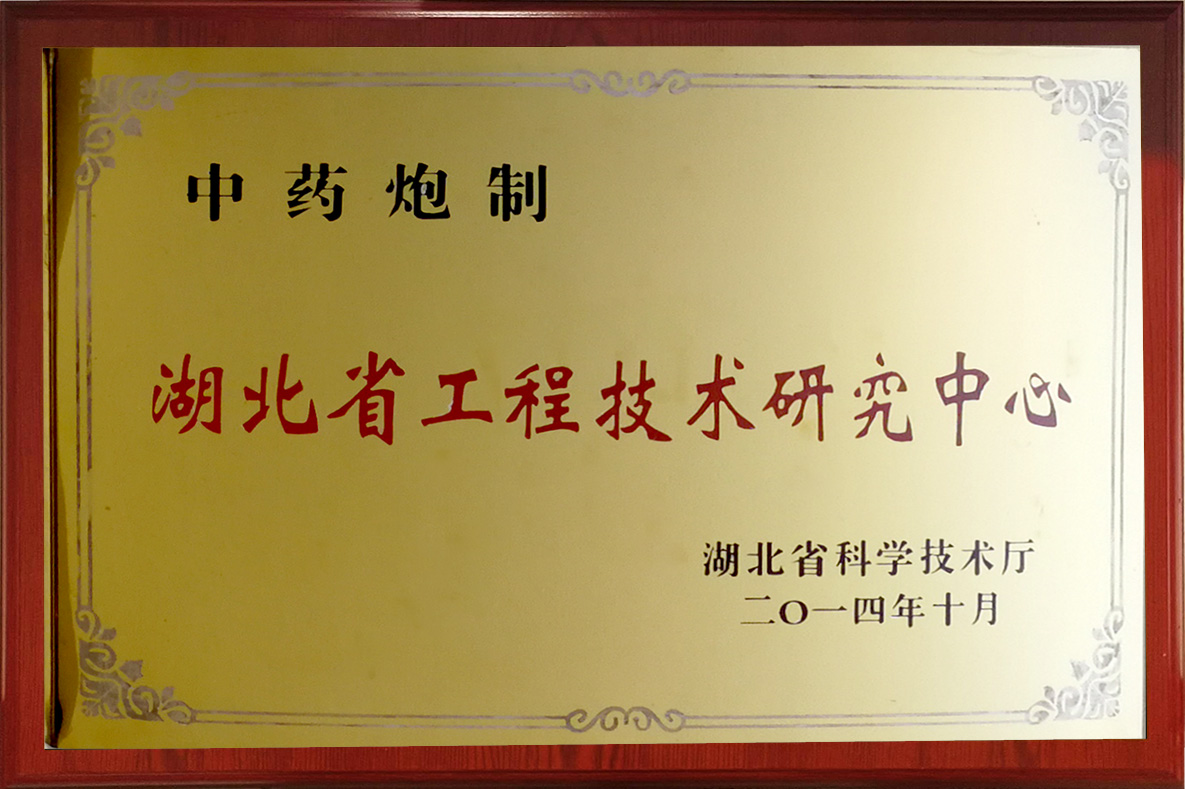 中药炮制
湖北省工程技术研究中心
湖北省科学技术厅
二〇一四年十月